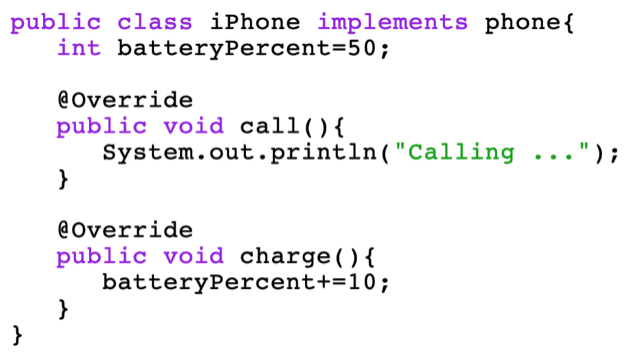 public class iPhone implements phone{
int batteryPercent=50;
@Override
public void call(){
System.out.println("Calling ...");
}
@Override
public void charge(){
batteryPercent+=10;
}
}